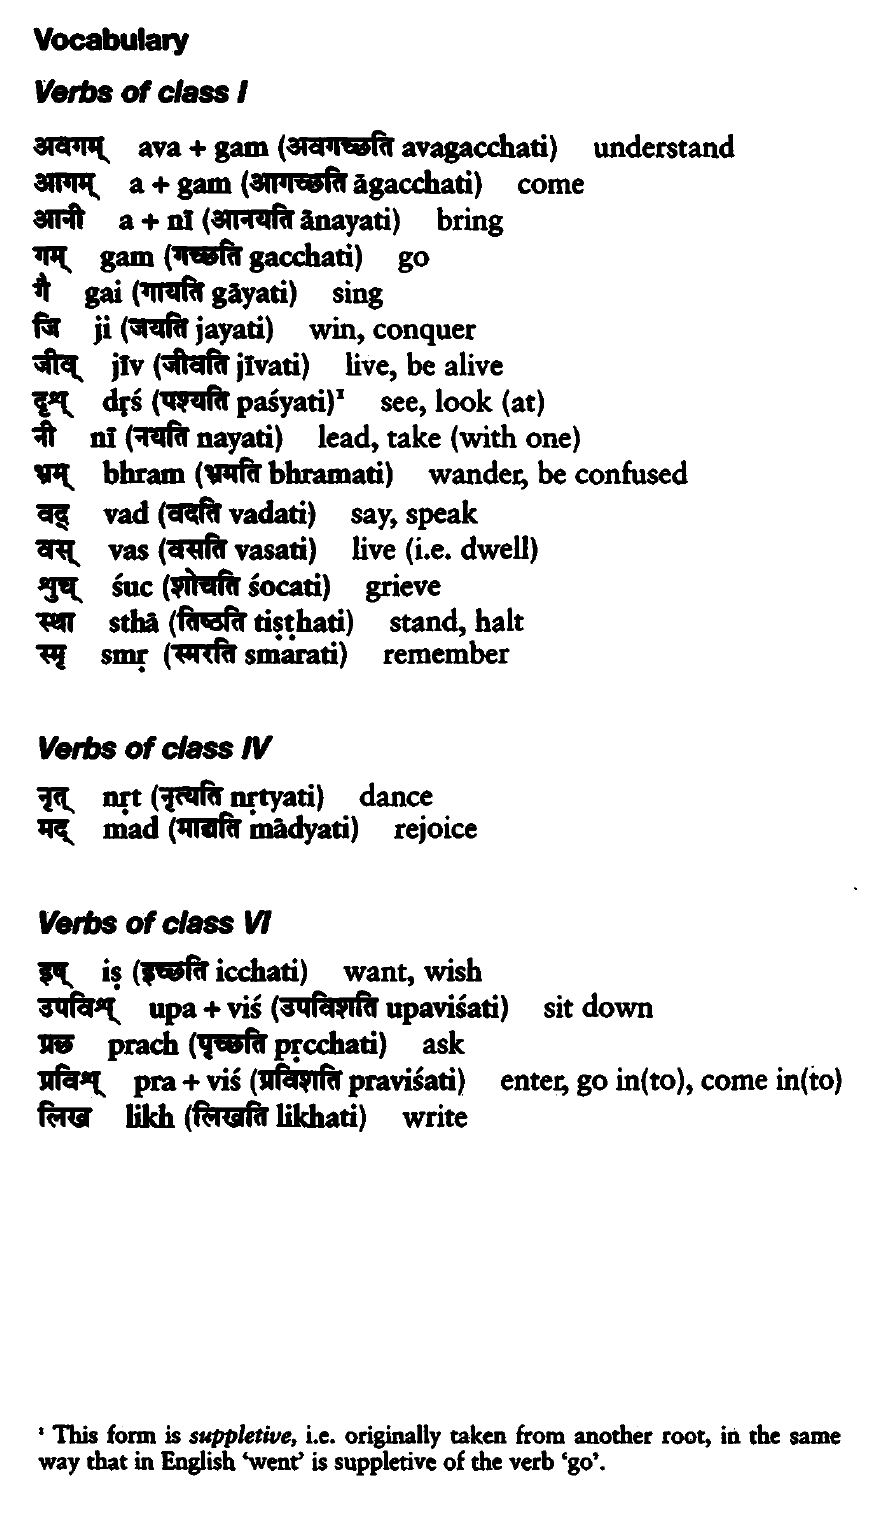 Vocabulary
Verbs of class I
अवगम् ava + gam (अवगच्छति avagacchati) understand
आगम् a + gam (आगच्छति āgacchati) come
आनी a + nī (आनयति ānayati) bring
गम् gam (गच्छति gacchati) go
गै gai (गायति gāyati) sing
जि ji (जयति jayati) win, conquer
जीव् jīv (जीवति jīvati) live, be alive
दृश् dṛś (पश्यति paśyati)¹ see, look (at)
नी nī (नयति nayati) lead, take (with one)
भ्रम् bhram (भ्रमति bhramati) wander, be confused
वद् vad (वदति vadati) say, speak
वस् vas (वसति vasati) live (i.e. dwell)
शुच् śuc (शोचति śocati) grieve
स्था sthā (तिष्ठति tiṣṭhati) stand, halt
स्मृ smṛ (स्मरति smarati) remember
Verbs of class IV
नृत् nṛt (नृत्यति nṛtyati) dance
मद् mad (माद्यति mādyati) rejoice
Verbs of class VI
इष् iṣ (इच्छति icchati) want, wish
उपविश् upa + viś (उपविशति upaviśati) sit down
प्रछ prach (पृच्छति pṛcchati) ask
प्रविश् pra + viś (प्रविशति praviśati) enter, go in(to), come in(to)
लिख likh (लिखति likhati) write
¹ This form is suppletive, i.e. originally taken from another root, in the same
way that in English ‘went’ is suppletive of the verb ‘go’.